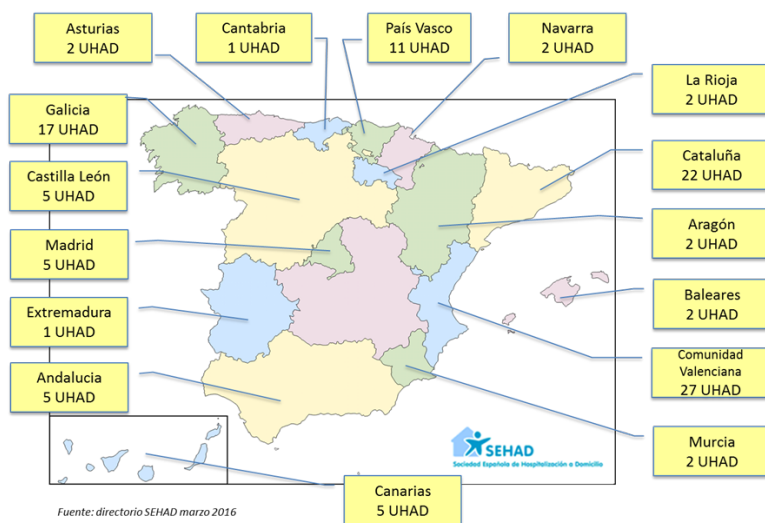 Asturias
2 UHAD
Cantabria
1 UHAD
País Vasco
11 UHAD
Navarra
2 UHAD
La Rioja
2 UHAD
Galicia
17 UHAD
Cataluña
22 UHAD
Castilla León
5 UHAD
Aragón
2 UHAD
Madrid
5 UHAD
Baleares
2 UHAD
Extremadura
1 UHAD
Comunidad
Valenciana
27 UHAD
Andalucia
5 UHAD
Murcia
2 UHAD
SEHAD
Sociedad Española de Hospitalización a Domicilio
Canarias
5 UHAD
Fuente: directorio SEHAD marzo 2016